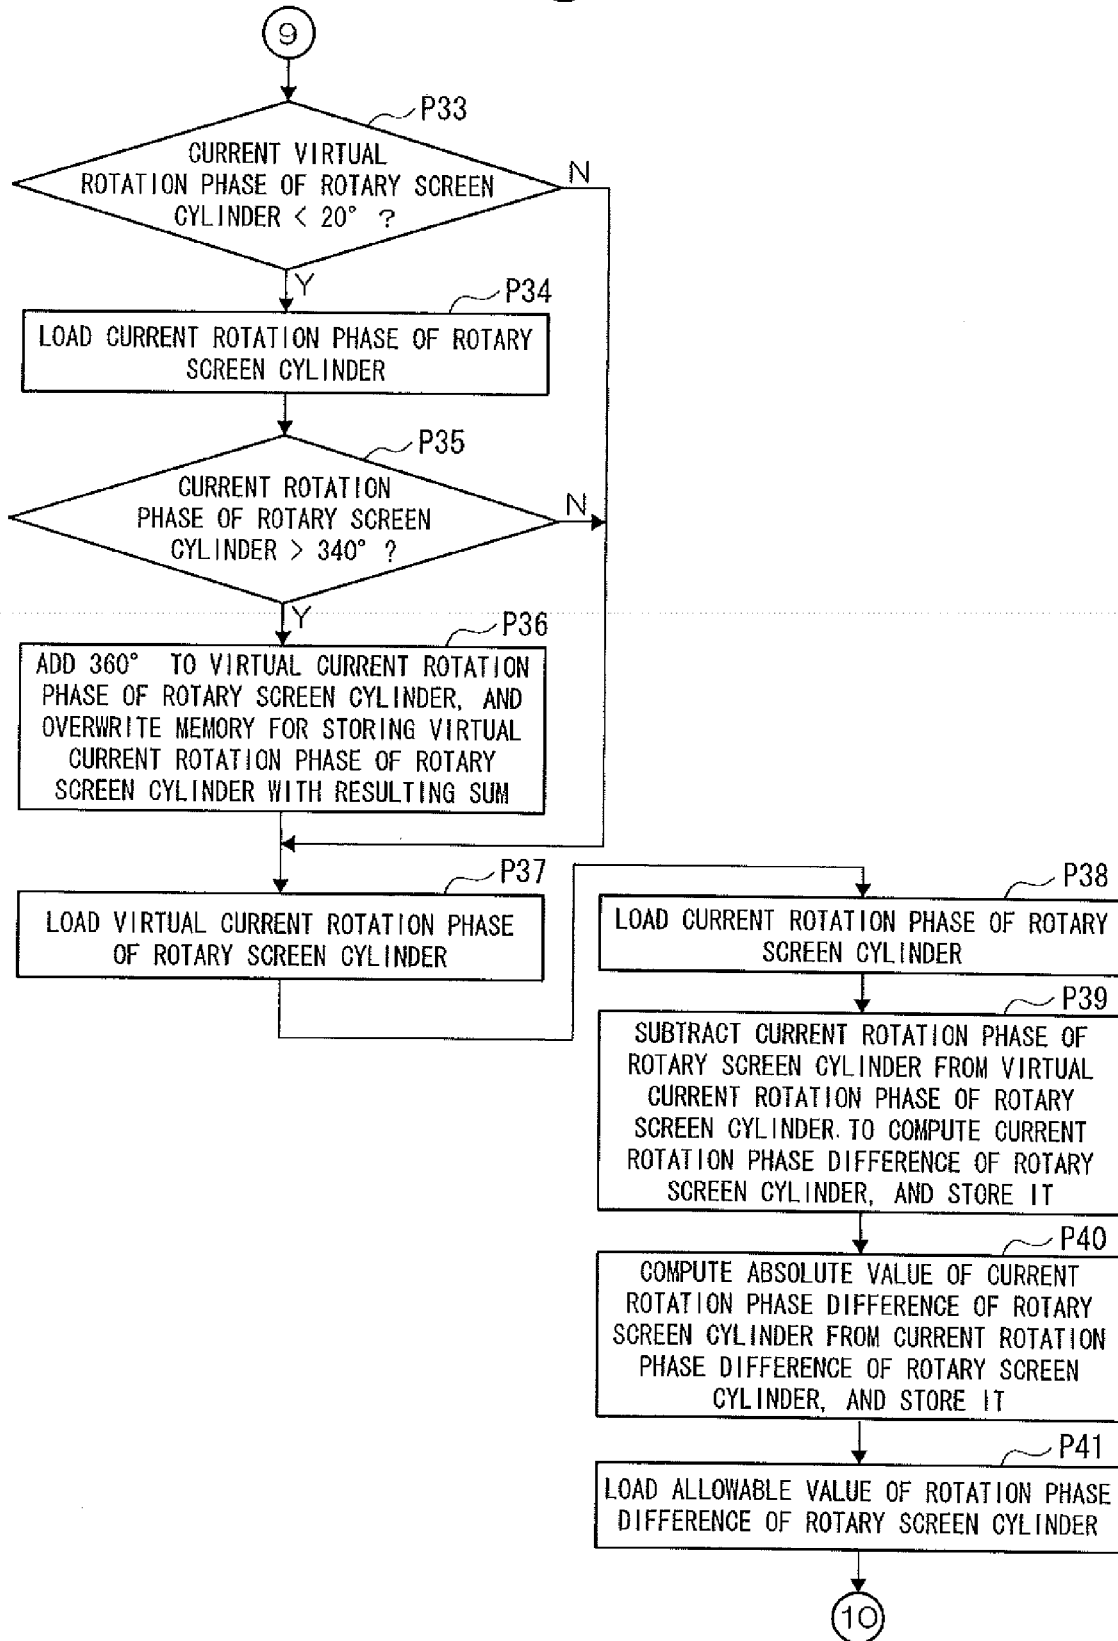 9
P33
CURRENT VIRTUAL
ROTATION PHASE OF ROTARY SCREEN
CYLINDER < 20° ?
N
Y
P34
LOAD CURRENT ROTATION PHASE OF ROTARY
SCREEN CYLINDER
P35
CURRENT ROTATION
PHASE OF ROTARY SCREEN
CYLINDER > 340° ?
N
Y
P36
ADD 360° TO VIRTUAL CURRENT ROTATION
PHASE OF ROTARY SCREEN CYLINDER, AND
OVERWRITE MEMORY FOR STORING VIRTUAL
CURRENT ROTATION PHASE OF ROTARY
SCREEN CYLINDER WITH RESULTING SUM
P37
LOAD VIRTUAL CURRENT ROTATION PHASE
OF ROTARY SCREEN CYLINDER
P38
LOAD CURRENT ROTATION PHASE OF ROTARY
SCREEN CYLINDER
P39
SUBTRACT CURRENT ROTATION PHASE OF
ROTARY SCREEN CYLINDER FROM VIRTUAL
CURRENT ROTATION PHASE OF ROTARY
SCREEN CYLINDER. TO COMPUTE CURRENT
ROTATION PHASE DIFFERENCE OF ROTARY
SCREEN CYLINDER, AND STORE IT
P40
COMPUTE ABSOLUTE VALUE OF CURRENT
ROTATION PHASE DIFFERENCE OF ROTARY
SCREEN CYLINDER FROM CURRENT ROTATION
PHASE DIFFERENCE OF ROTARY SCREEN
CYLINDER, AND STORE IT
P41
LOAD ALLOWABLE VALUE OF ROTATION PHASE
DIFFERENCE OF ROTARY SCREEN CYLINDER
10